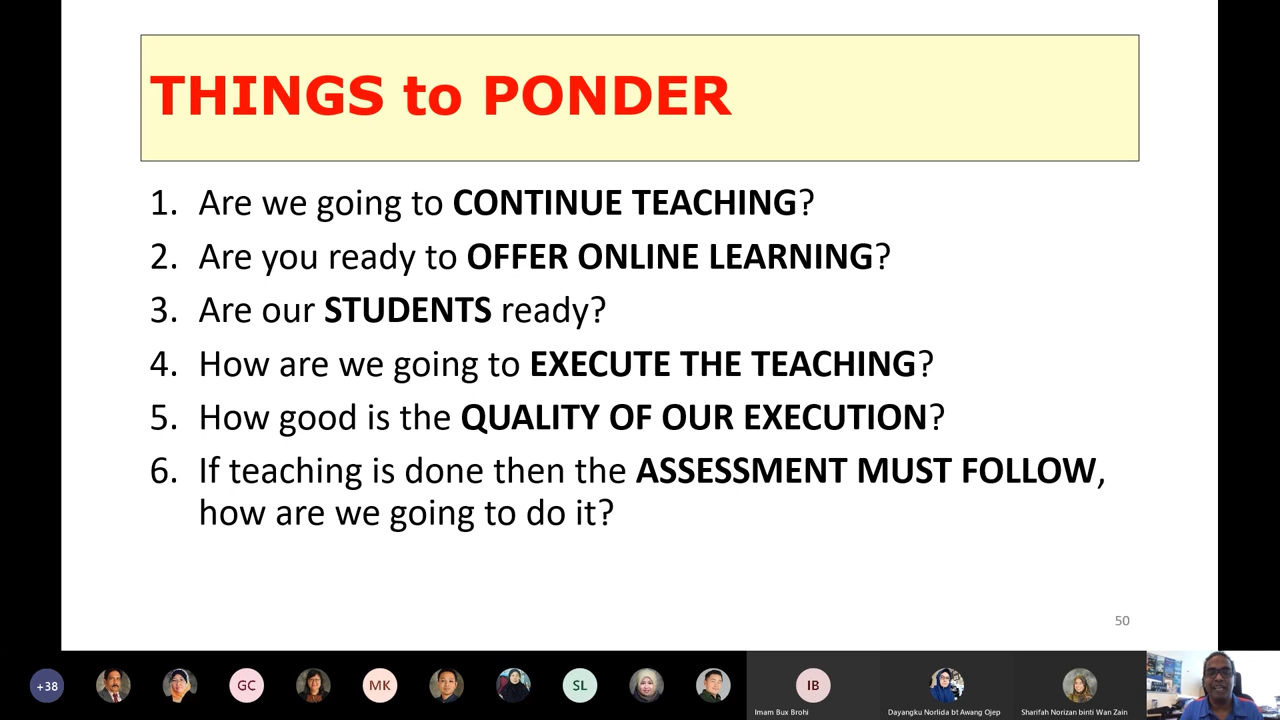 THINGS to PONDER
1. Are we going to CONTINUE TEACHING?
2. Are you ready to OFFER ONLINE LEARNING?
3. Are our STUDENTS ready?
4. How are we going to EXECUTE THE TEACHING?
5. How good is the QUALITY OF OUR EXECUTION?
6. If teaching is done then the ASSESSMENT MUST FOLLOW,
how are we going to do it?
50
+38 GC MK SL IB
Imam Bux Brohi Dayangku Norlida bt Awang Ojep Sharifah Norizan binti Wan Zain